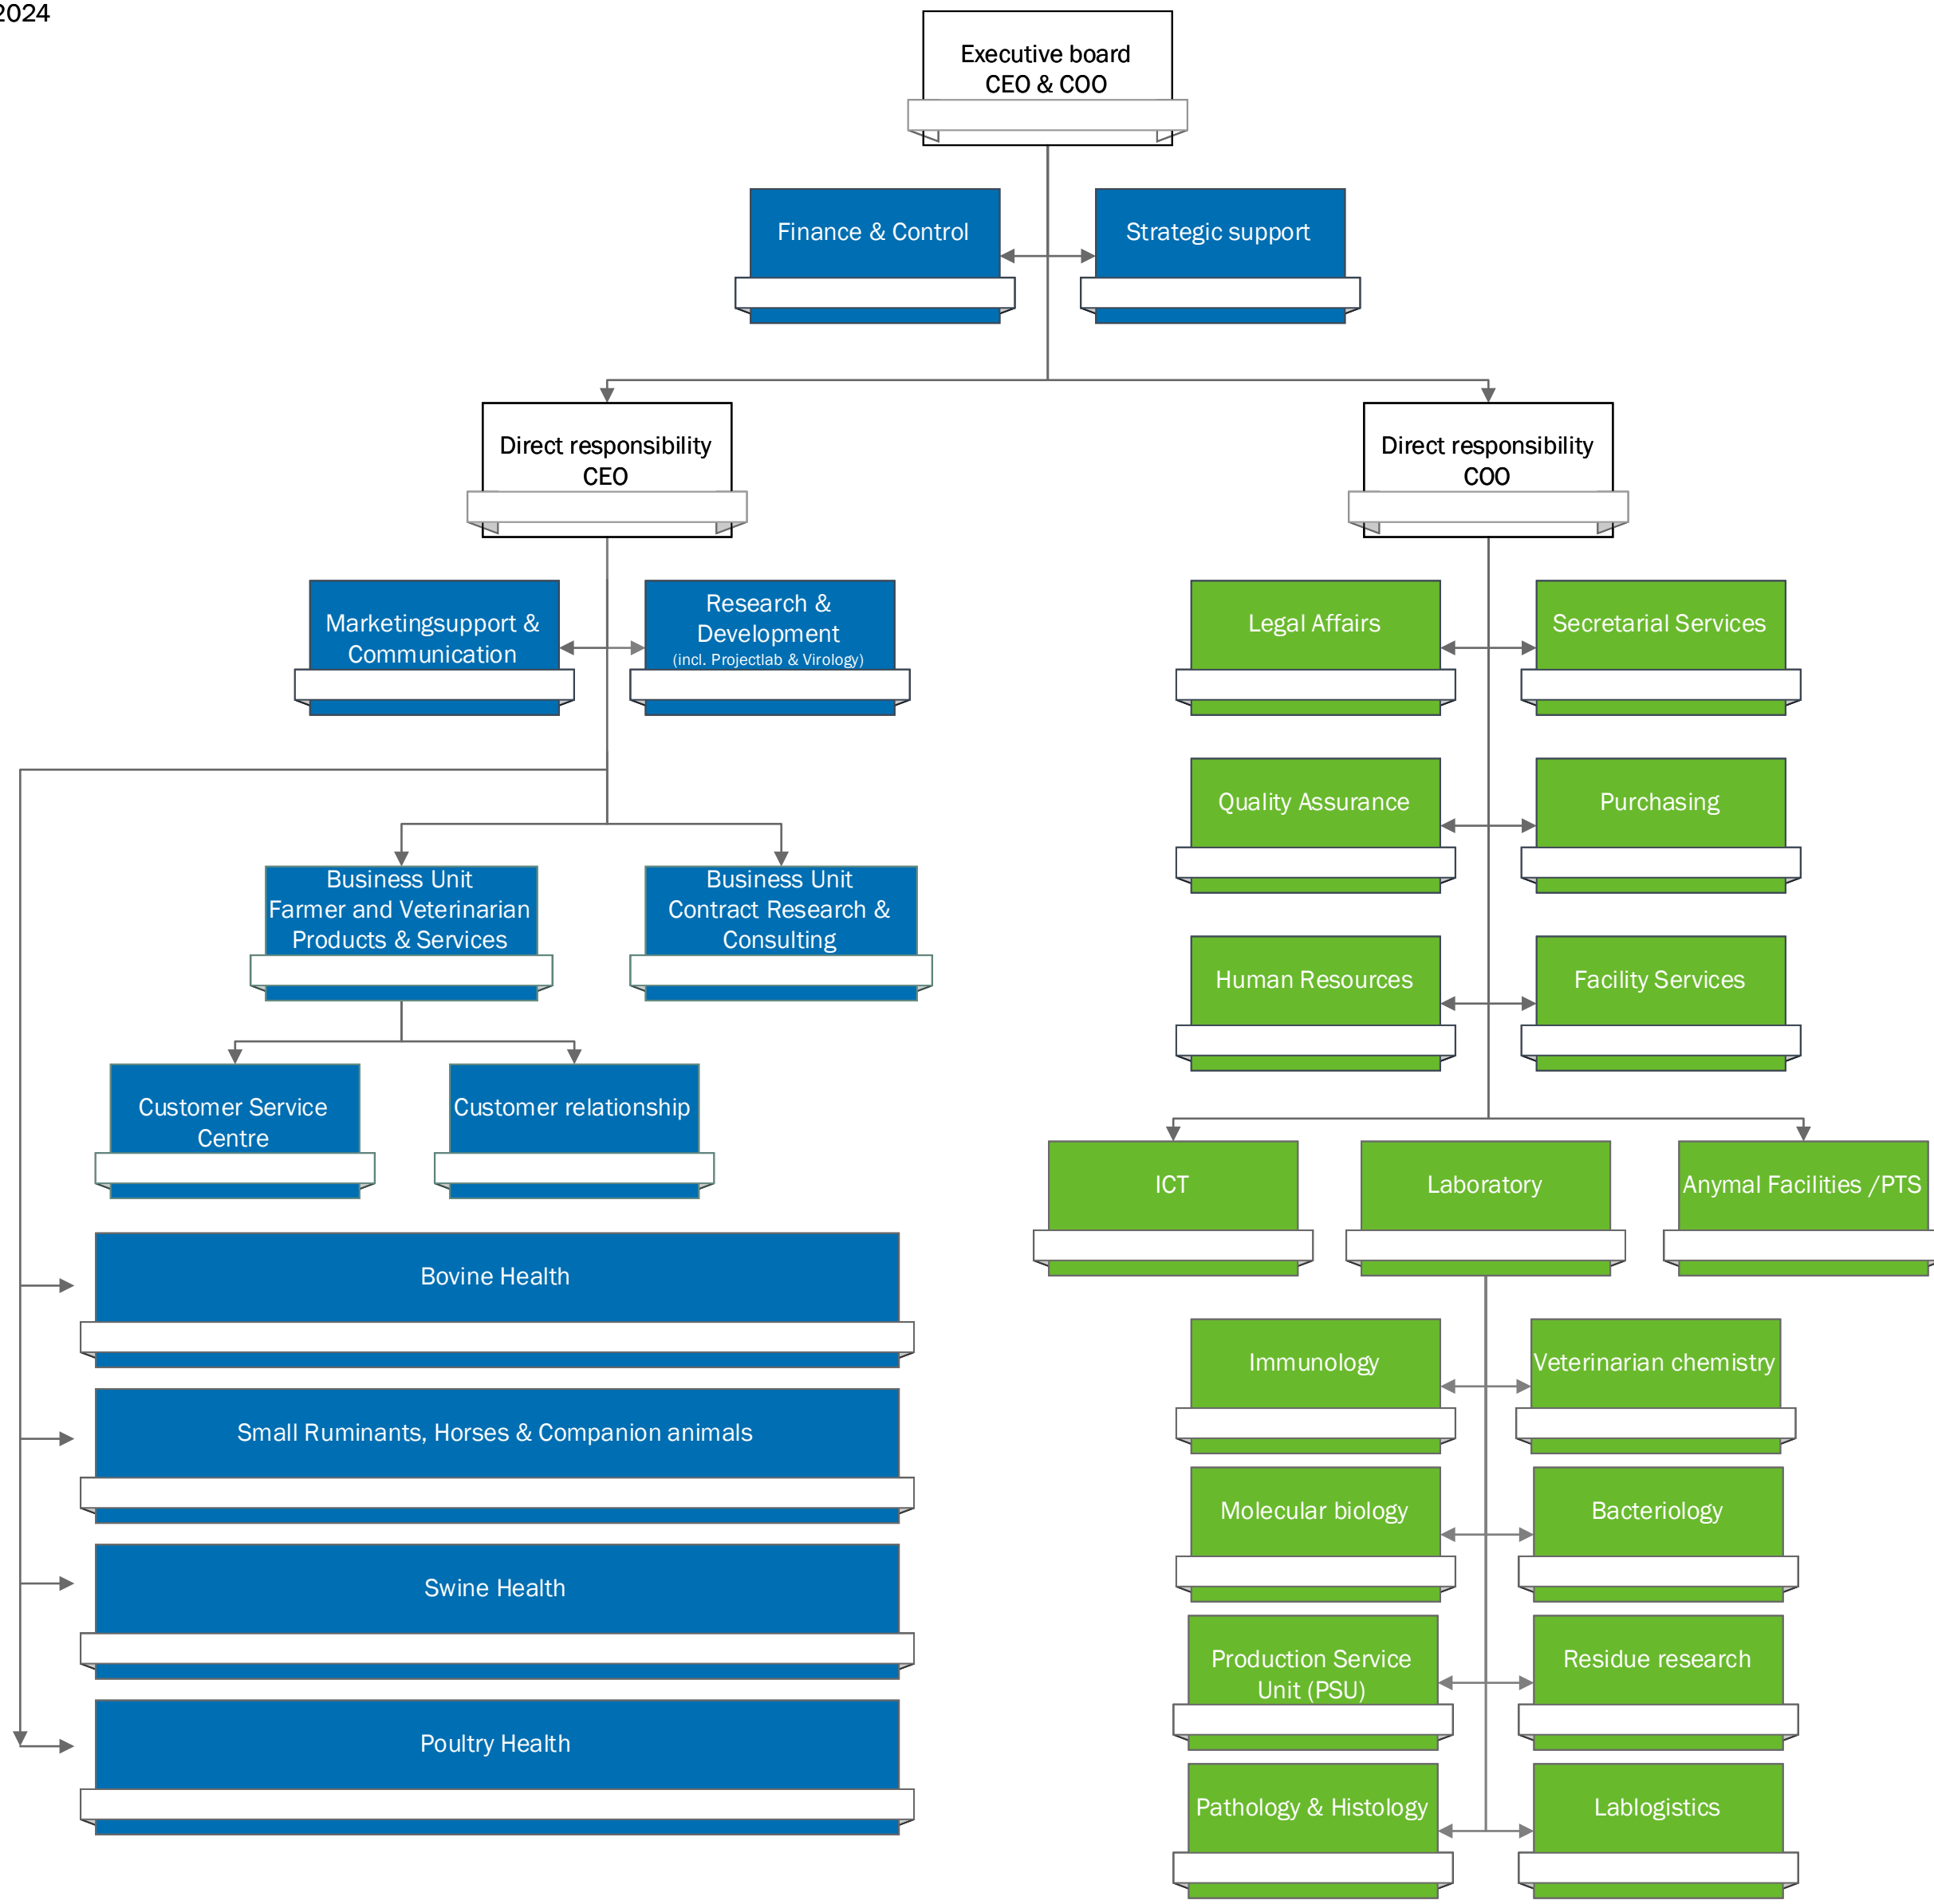 2024
Executive board
CEO & COO
Finance & Control
Strategic support
Direct responsibility
CEO
Direct responsibility
COO
Marketingsupport &
Communication
Research &
Development
(incl. Projectlab & Virology)
Legal Affairs
Secretarial Services
Quality Assurance
Purchasing
Business Unit
Farmer and Veterinarian
Products & Services
Business Unit
Contract Research &
Consulting
Human Resources
Facility Services
Customer Service
Centre
Customer relationship
ICT
Laboratory
Anymal Facilities /PTS
Bovine Health
Small Ruminants, Horses & Companion animals
Swine Health
Poultry Health
Immunology
Veterinarian chemistry
Molecular biology
Bacteriology
Production Service
Unit (PSU)
Residue research
Pathology & Histology
Lablogistics